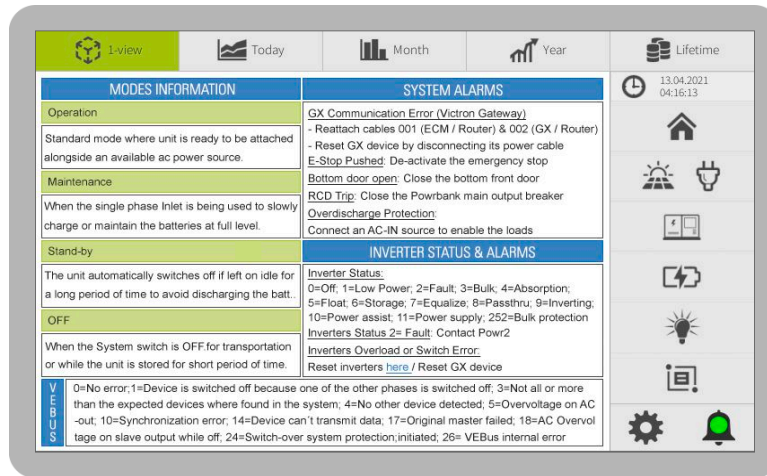 1-view
Today
Month
Year
Lifetime
13.04.2021
04:16:13
MODES INFORMATION
Operation
Standard mode where unit is ready to be attached
alongside an available ac power source.
Maintenance
When the single phase Inlet is being used to slowly
charge or maintain the batteries at full level.
Stand-by
The unit automatically switches off if left on idle for
a long period of time to avoid discharging the batt..
OFF
When the System switch is OFF.for transportation
or while the unit is stored for short period of time.
SYSTEM ALARMS
GX Communication Error (Victron Gateway)
- Reattach cables 001 (ECM / Router) & 002 (GX / Router)
- Reset GX device by disconnecting its power cable
E-Stop Pushed: De-activate the emergency stop
Bottom door open: Close the bottom front door
RCD Trip: Close the Powrbank main output breaker
Overdischarge Protection:
Connect an AC-IN source to enable the loads
INVERTER STATUS & ALARMS
Inverter Status:
0=Off; 1=Low Power; 2=Fault; 3=Bulk; 4=Absorption;
5=Float; 6=Storage; 7=Equalize; 8=Passthru; 9=Inverting;
10=Power assist; 11=Power supply; 252=Bulk protection
Inverters Status 2= Fault: Contact Powr2
Inverters Overload or Switch Error:
Reset inverters here / Reset GX device
VEBUS
0=No error;1=Device is switched off because one of the other phases is switched off; 3=Not all or more
than the expected devices where found in the system; 4=No other device detected; 5=Overvoltage on AC
-out; 10=Synchronization error; 14=Device can´t transmit data; 17=Original master failed; 18=AC Overvol
tage on slave output while off; 24=Switch-over system protection;initiated; 26= VEBus internal error